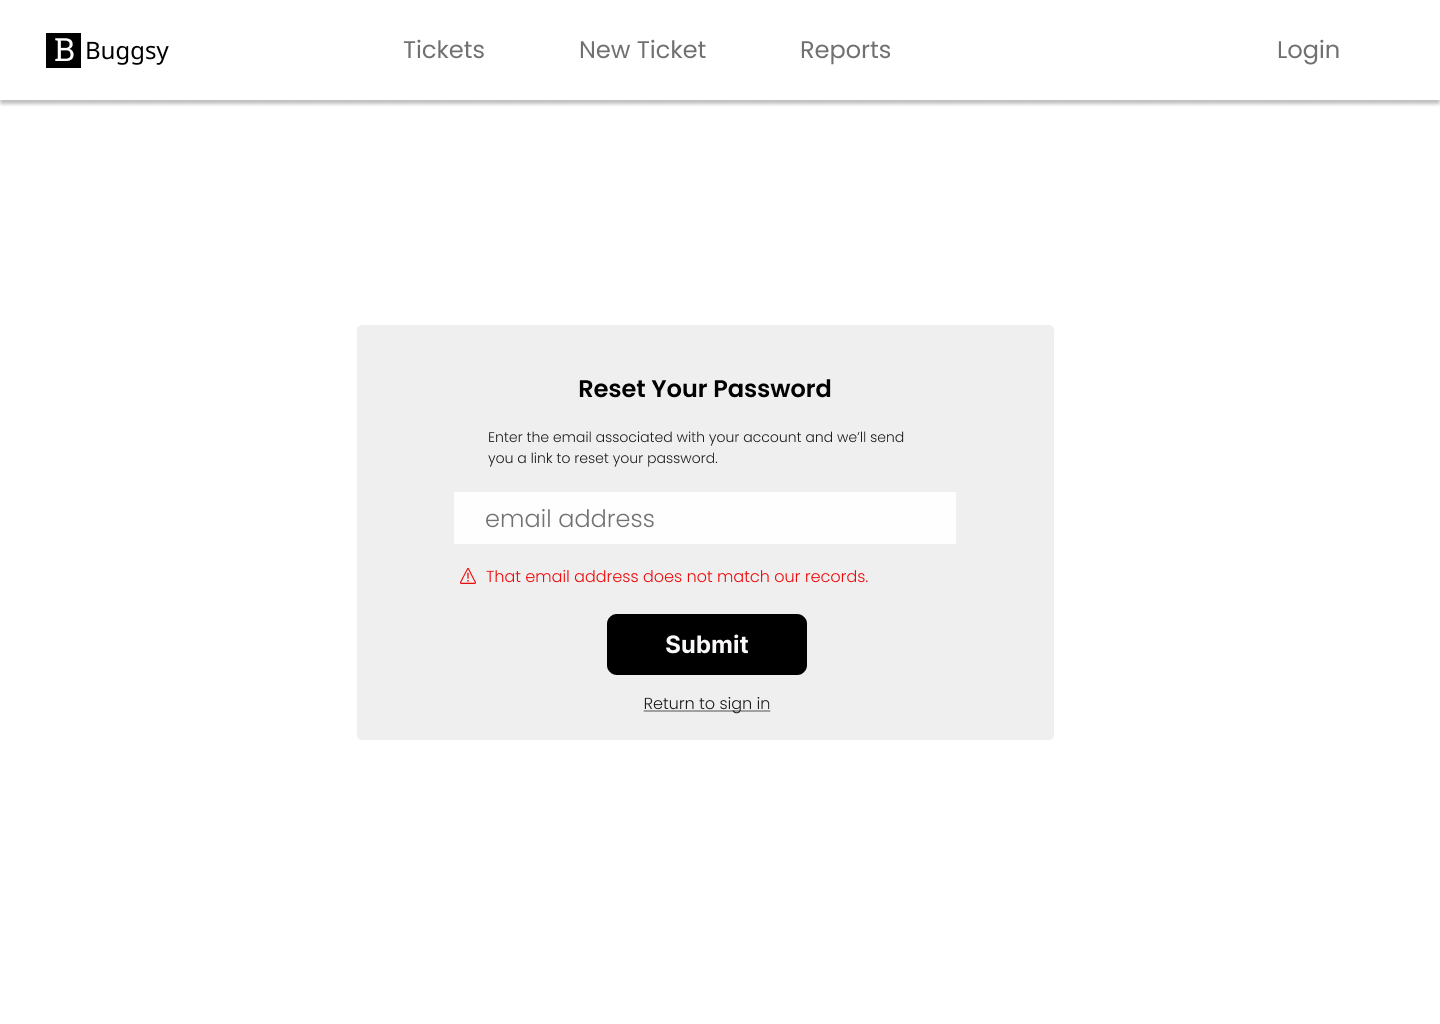 B Buggsy Tickets New Ticket Reports Login
Reset Your Password
Enter the email associated with your account and we’ll send
you a link to reset your password.
email address
That email address does not match our records.
Submit
Return to sign in